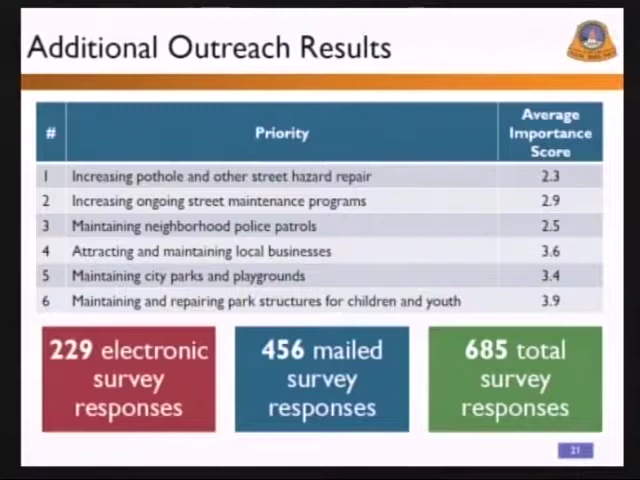 Additional Outreach Results
# Priority Average Importance Score
1 Increasing pothole and other street hazard repair 2.3
2 Increasing ongoing street maintenance programs 2.9
3 Maintaining neighborhood police patrols 2.5
4 Attracting and maintaining local businesses 3.6
5 Maintaining city parks and playgrounds 3.4
6 Maintaining and repairing park structures for children and youth 3.9
229 electronic
survey
responses
456 mailed
survey
responses
685 total
survey
responses
21